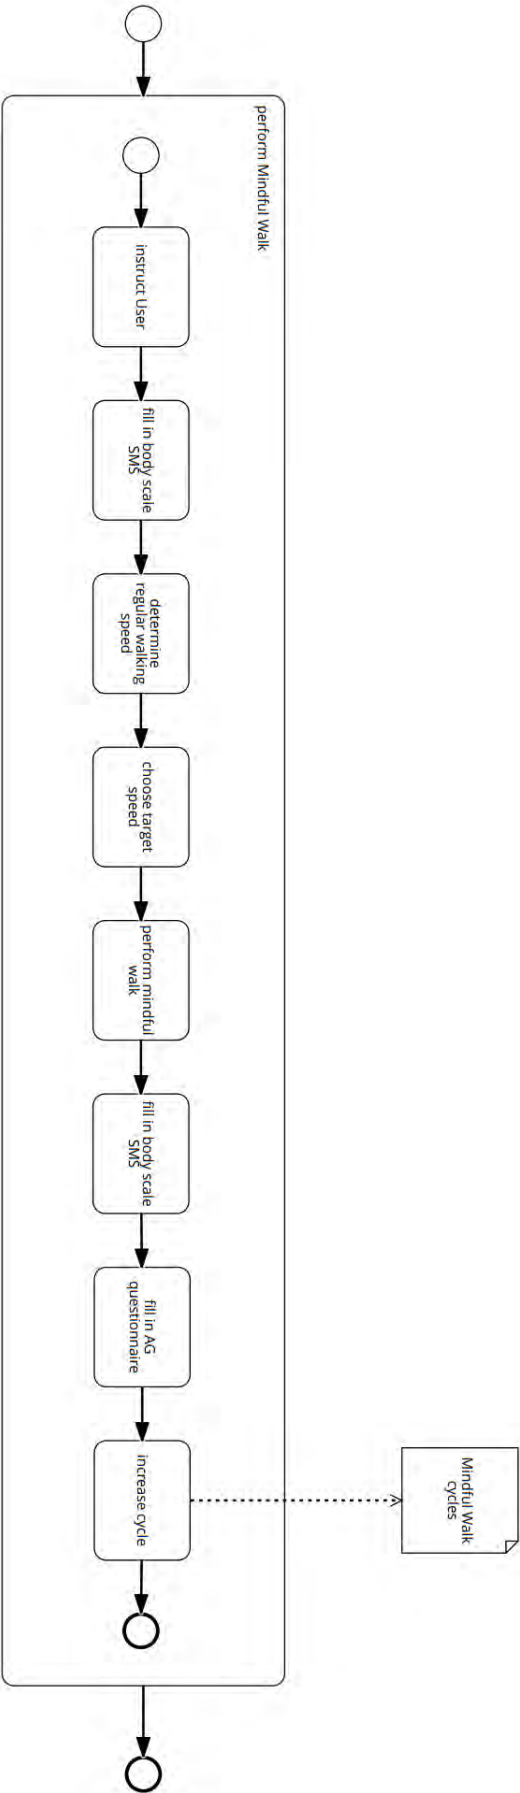 perform Mindful Walk
instruct User
fill in body scale
SMS
determine
regular walking
speed
choose target
speed
perform mindful
walk
fill in body scale
SMS
fill in AG
questionnaire
increase cycle
Mindful Walk
cycles